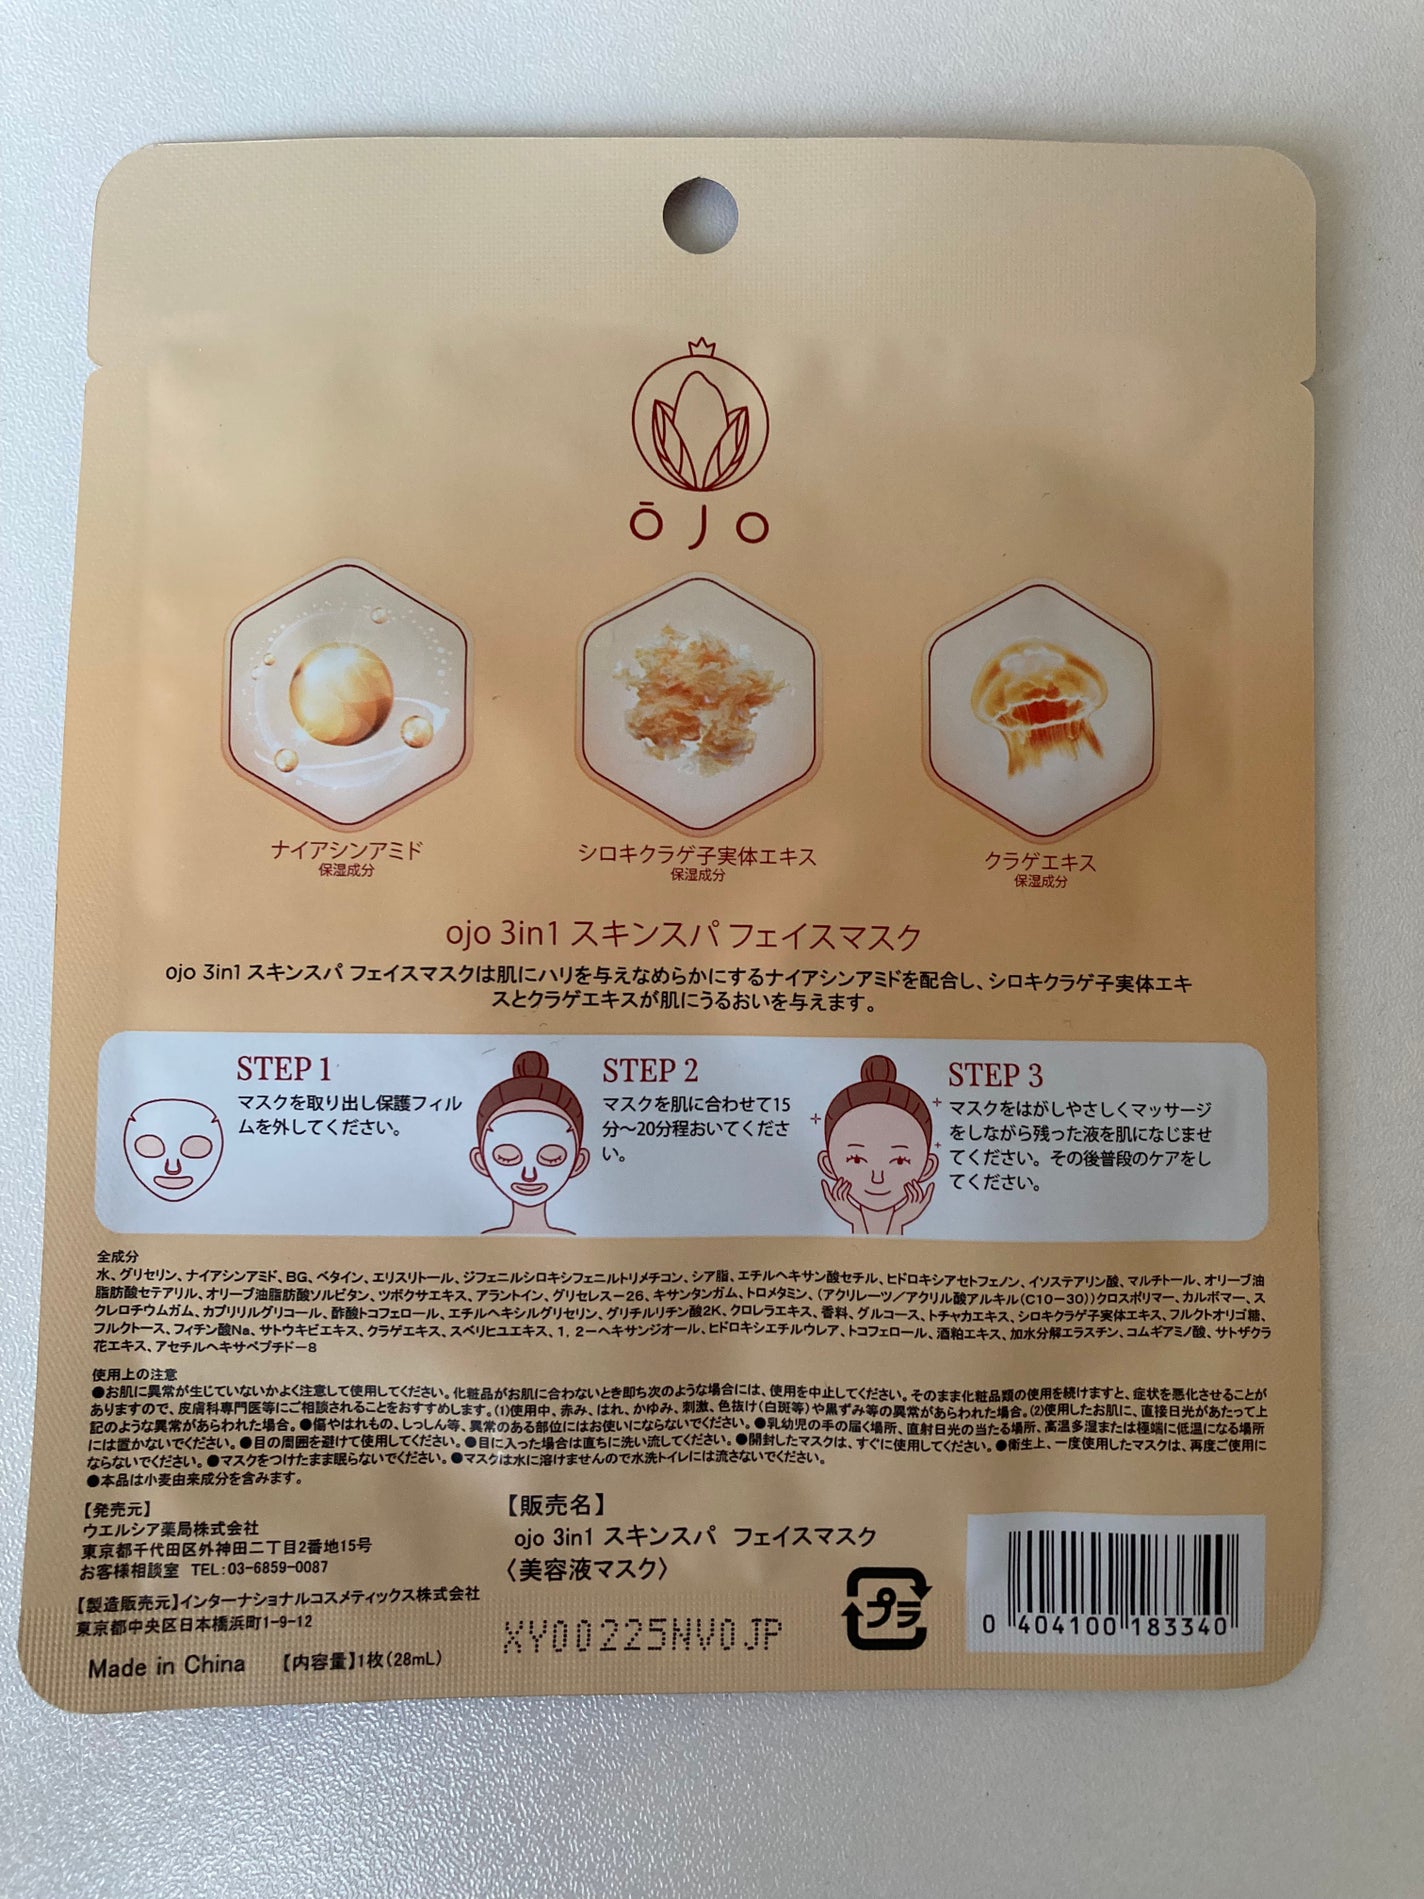 ŌJO
ナイアシンアミド
保湿成分
シロキクラゲ子実体エキス
保湿成分
クラゲエキス
保湿成分
ojo 3in1 スキンスパ フェイスマスク
ojo 3in1 スキンスパ フェイスマスクは肌にハリを与えなめらかにするナイアシンアミドを配合し、シロキクラゲ子実体エキ
スとクラゲエキスが肌にうるおいを与えます。
STEP 1
マスクを取り出し保護フィル
ムを外してください。
STEP 2
マスクを肌に合わせて15
分～20分程おいてくださ
い。
STEP 3
マスクをはがしやさしくマッサージ
をしながら残った液を肌になじませ
てください。その後普段のケアをし
てください。
全成分
水、グリセリン、ナイアシンアミド、BG、ベタイン、エリスリトール、ジフェニルシロキシフェニルトリメチコン、シア脂、エチルヘキサン酸セチル、ヒドロキシアセトフェノン、イソステアリン酸、マルチトール、オリーブ油
脂肪酸セテアリル、オリーブ油脂肪酸ソルビタン、ツボクサエキス、アラントイン、グリセレス－26、キサンタンガム、トロメタミン、（アクリレーツ／アクリル酸アルキル（C10－30））クロスポリマー、カルボマー、ス
クレロチウムガム、カプリリルグリコール、酢酸トコフェロール、エチルヘキシルグリセリン、グリチルリチン酸2K、クロレラエキス、香料、グルコース、トチャカエキス、シロキクラゲ子実体エキス、フルクトオリゴ糖、
フルクトース、フィチン酸Na、サトウキビエキス、クラゲエキス、スベリヒユエキス、1，2－ヘキサンジオール、ヒドロキシエチルウレア、トコフェロール、酒粕エキス、加水分解エラスチン、コムギアミノ酸、サトザクラ
花エキス、アセチルヘキサペプチド－8
使用上の注意
●お肌に異常が生じていないかよく注意して使用してください。化粧品がお肌に合わないとき即ち次のような場合には、使用を中止してください。そのまま化粧品類の使用を続けますと、症状を悪化させることが
ありますので、皮膚科専門医等にご相談されることをおすすめします。(1)使用中、赤み、はれ、かゆみ、刺激、色抜け(白斑等)や黒ずみ等の異常があらわれた場合。(2)使用したお肌に、直接日光があたって上
記のような異常があらわれた場合。●傷やはれもの、しっしん等、異常のある部位にはお使いにならないでください。●乳幼児の手の届く場所、直射日光の当たる場所、高温多湿または極端に低温になる場所
には置かないでください。●目の周囲を避けて使用してください。●目に入った場合は直ちに洗い流してください。●開封したマスクは、すぐに使用してください。●衛生上、一度使用したマスクは、再度ご使用に
ならないでください。●マスクをつけたまま眠らないでください。●マスクは水に溶けませんので水洗トイレには流さないでください。
●本品は小麦由来成分を含みます。
【発売元】
ウエルシア薬局株式会社
東京都千代田区外神田二丁目2番地15号
お客様相談室 TEL:03-6859-0087
【製造販売元】インターナショナルコスメティックス株式会社
東京都中央区日本橋浜町1-9-12
Made in China 【内容量】1枚(28mL)
【販売名】
ojo 3in1 スキンスパ フェイスマスク
〈美容液マスク〉
XY00225NV0JP
プラ
0 404100 183340